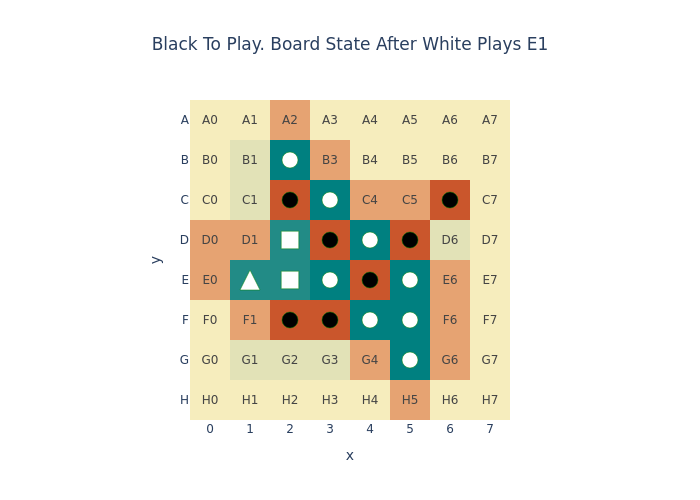 Black To Play. Board State After White Plays E1
A A0 A1 A2 A3 A4 A5 A6 A7
B B0 B1 B3 B4 B5 B6 B7
C C0 C1 C4 C5 C7
D D0 D1 D6 D7
E E0 E6 E7
F F0 F1 F6 F7
G G0 G1 G2 G3 G4 G6 G7
H H0 H1 H2 H3 H4 H5 H6 H7
0 1 2 3 4 5 6 7
x
y